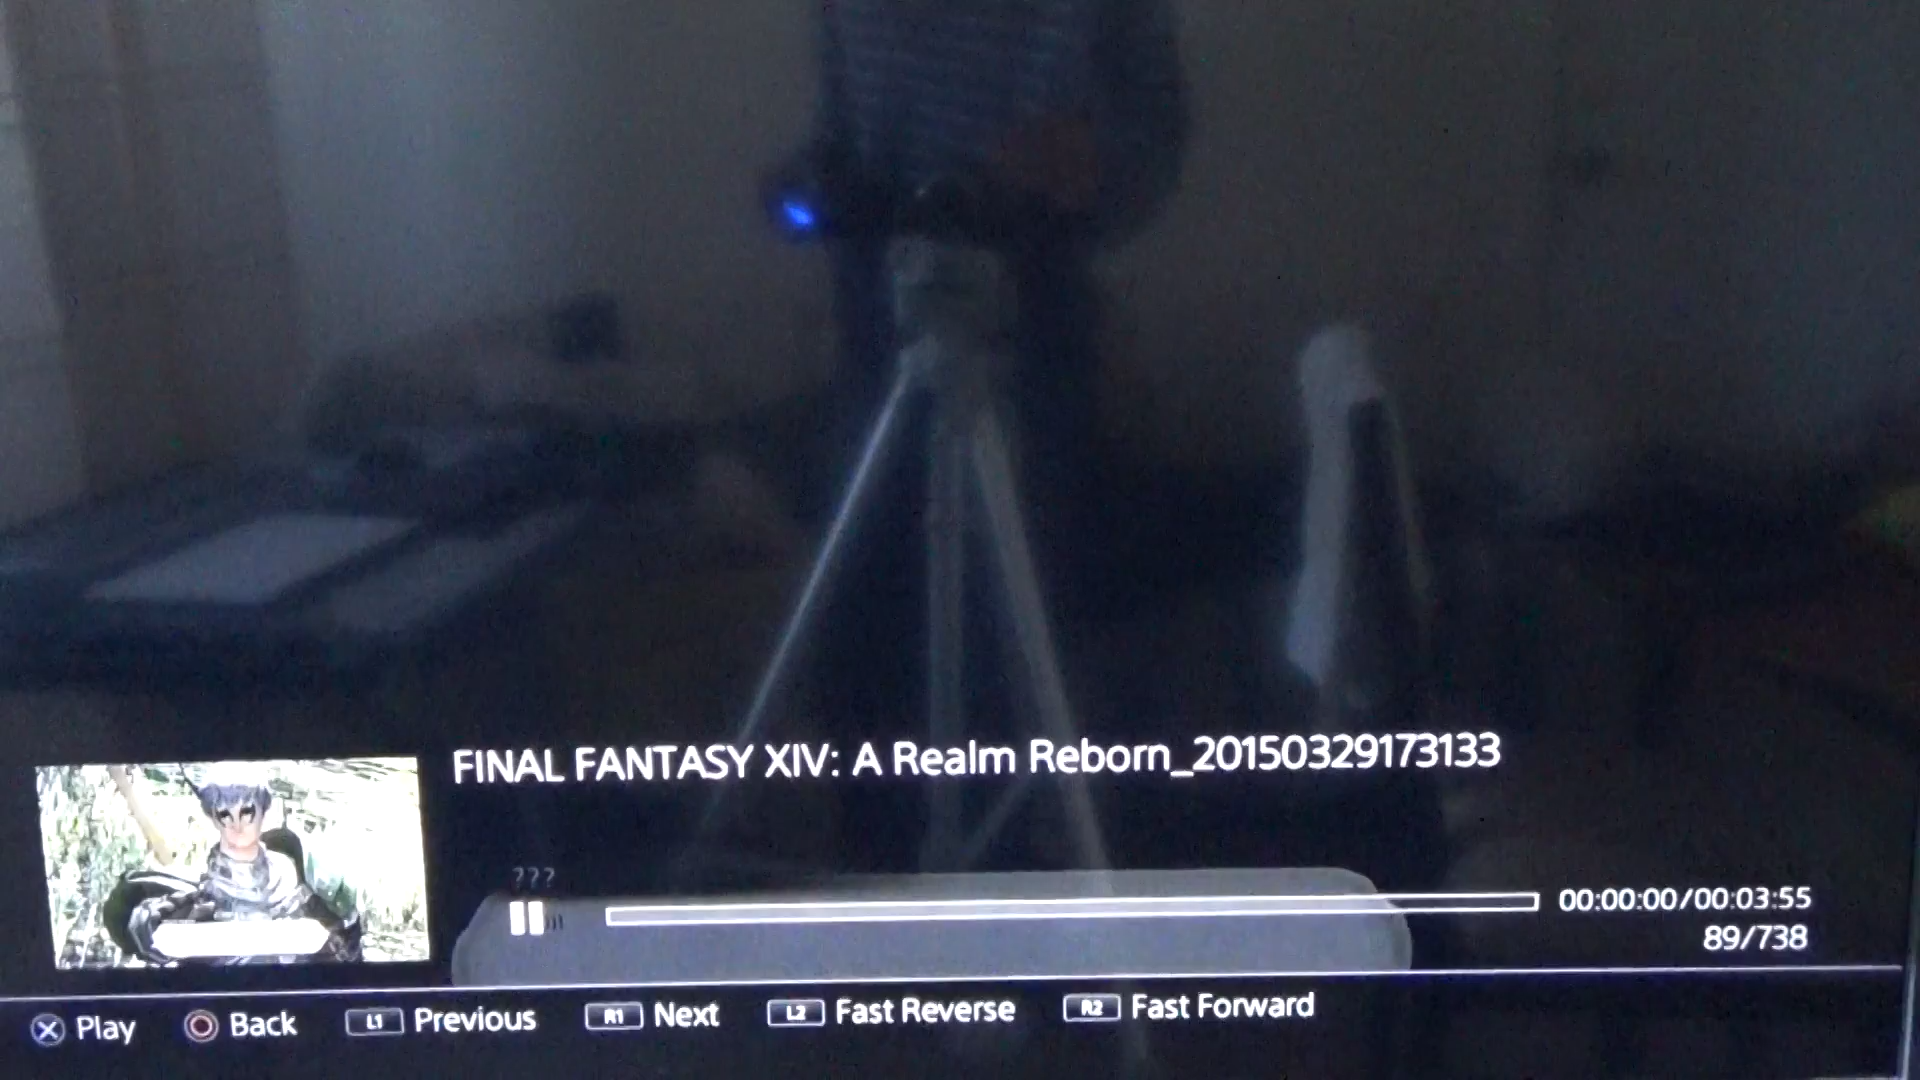 FINAL FANTASY XIV: A Realm Reborn_20150329173133
???
00:00:00/00:03:55
89/738
Play Back L1 Previous R1 Next L2 Fast Reverse R2 Fast Forward